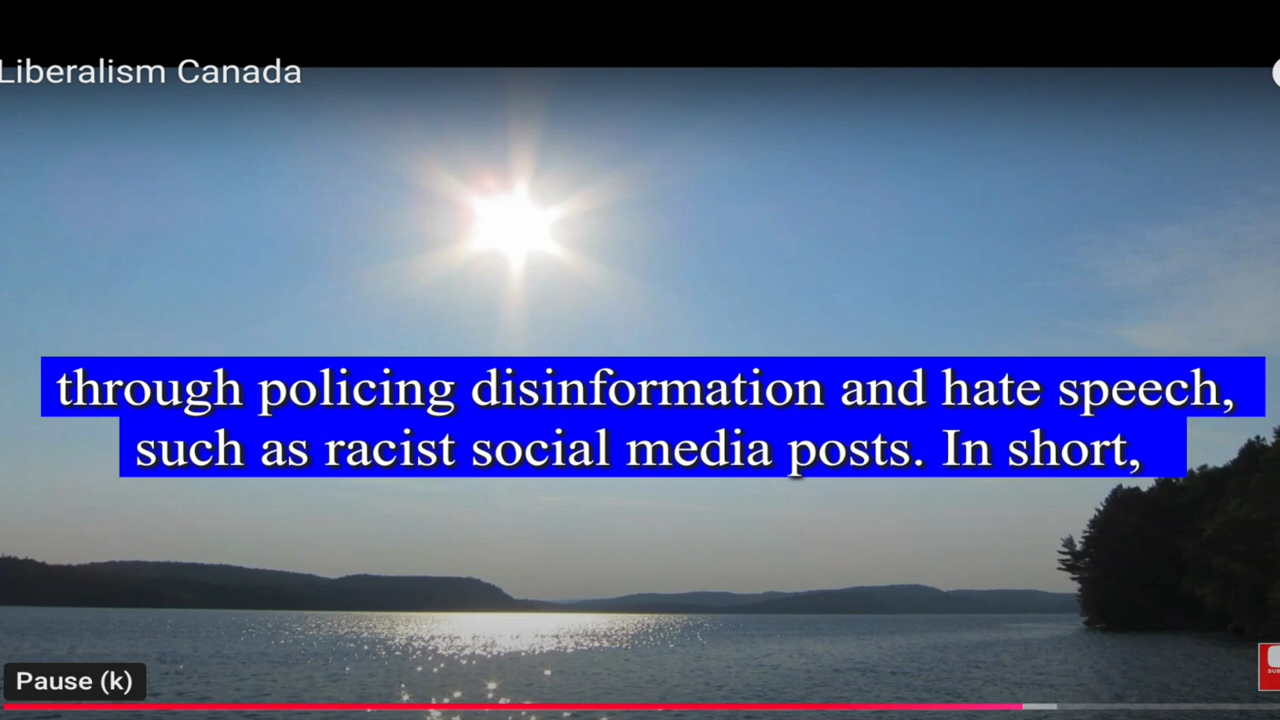 Liberalism Canada
through policing disinformation and hate speech,
such as racist social media posts. In short,
Pause (k)